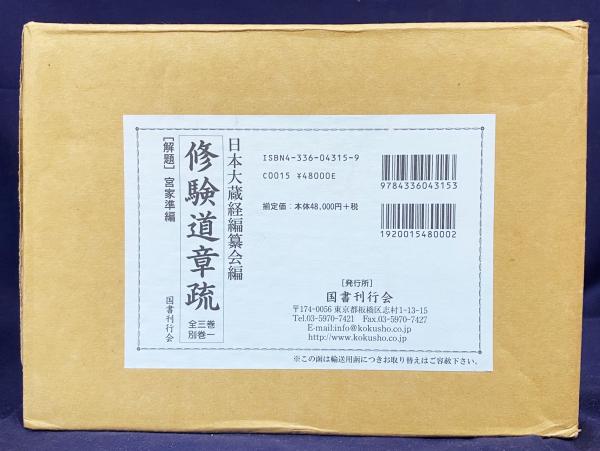 日本大蔵経編纂会編
修験道章疏
全三巻
別巻一
［解題］宮家準編
国書刊行会
ISBN4-336-04315-9
C0015 ¥48000E
揃定価：本体48,000円＋税
9784336043153
1920015480002
［発行所］
国書刊行会
〒174-0056 東京都板橋区志村1-13-15
Tel.03-5970-7421 Fax.03-5970-7427
E-mail.info@kokusho.co.jp
http://www.kokusho.co.jp
※この函は輸送用函につきお取り替えはご容赦下さい。